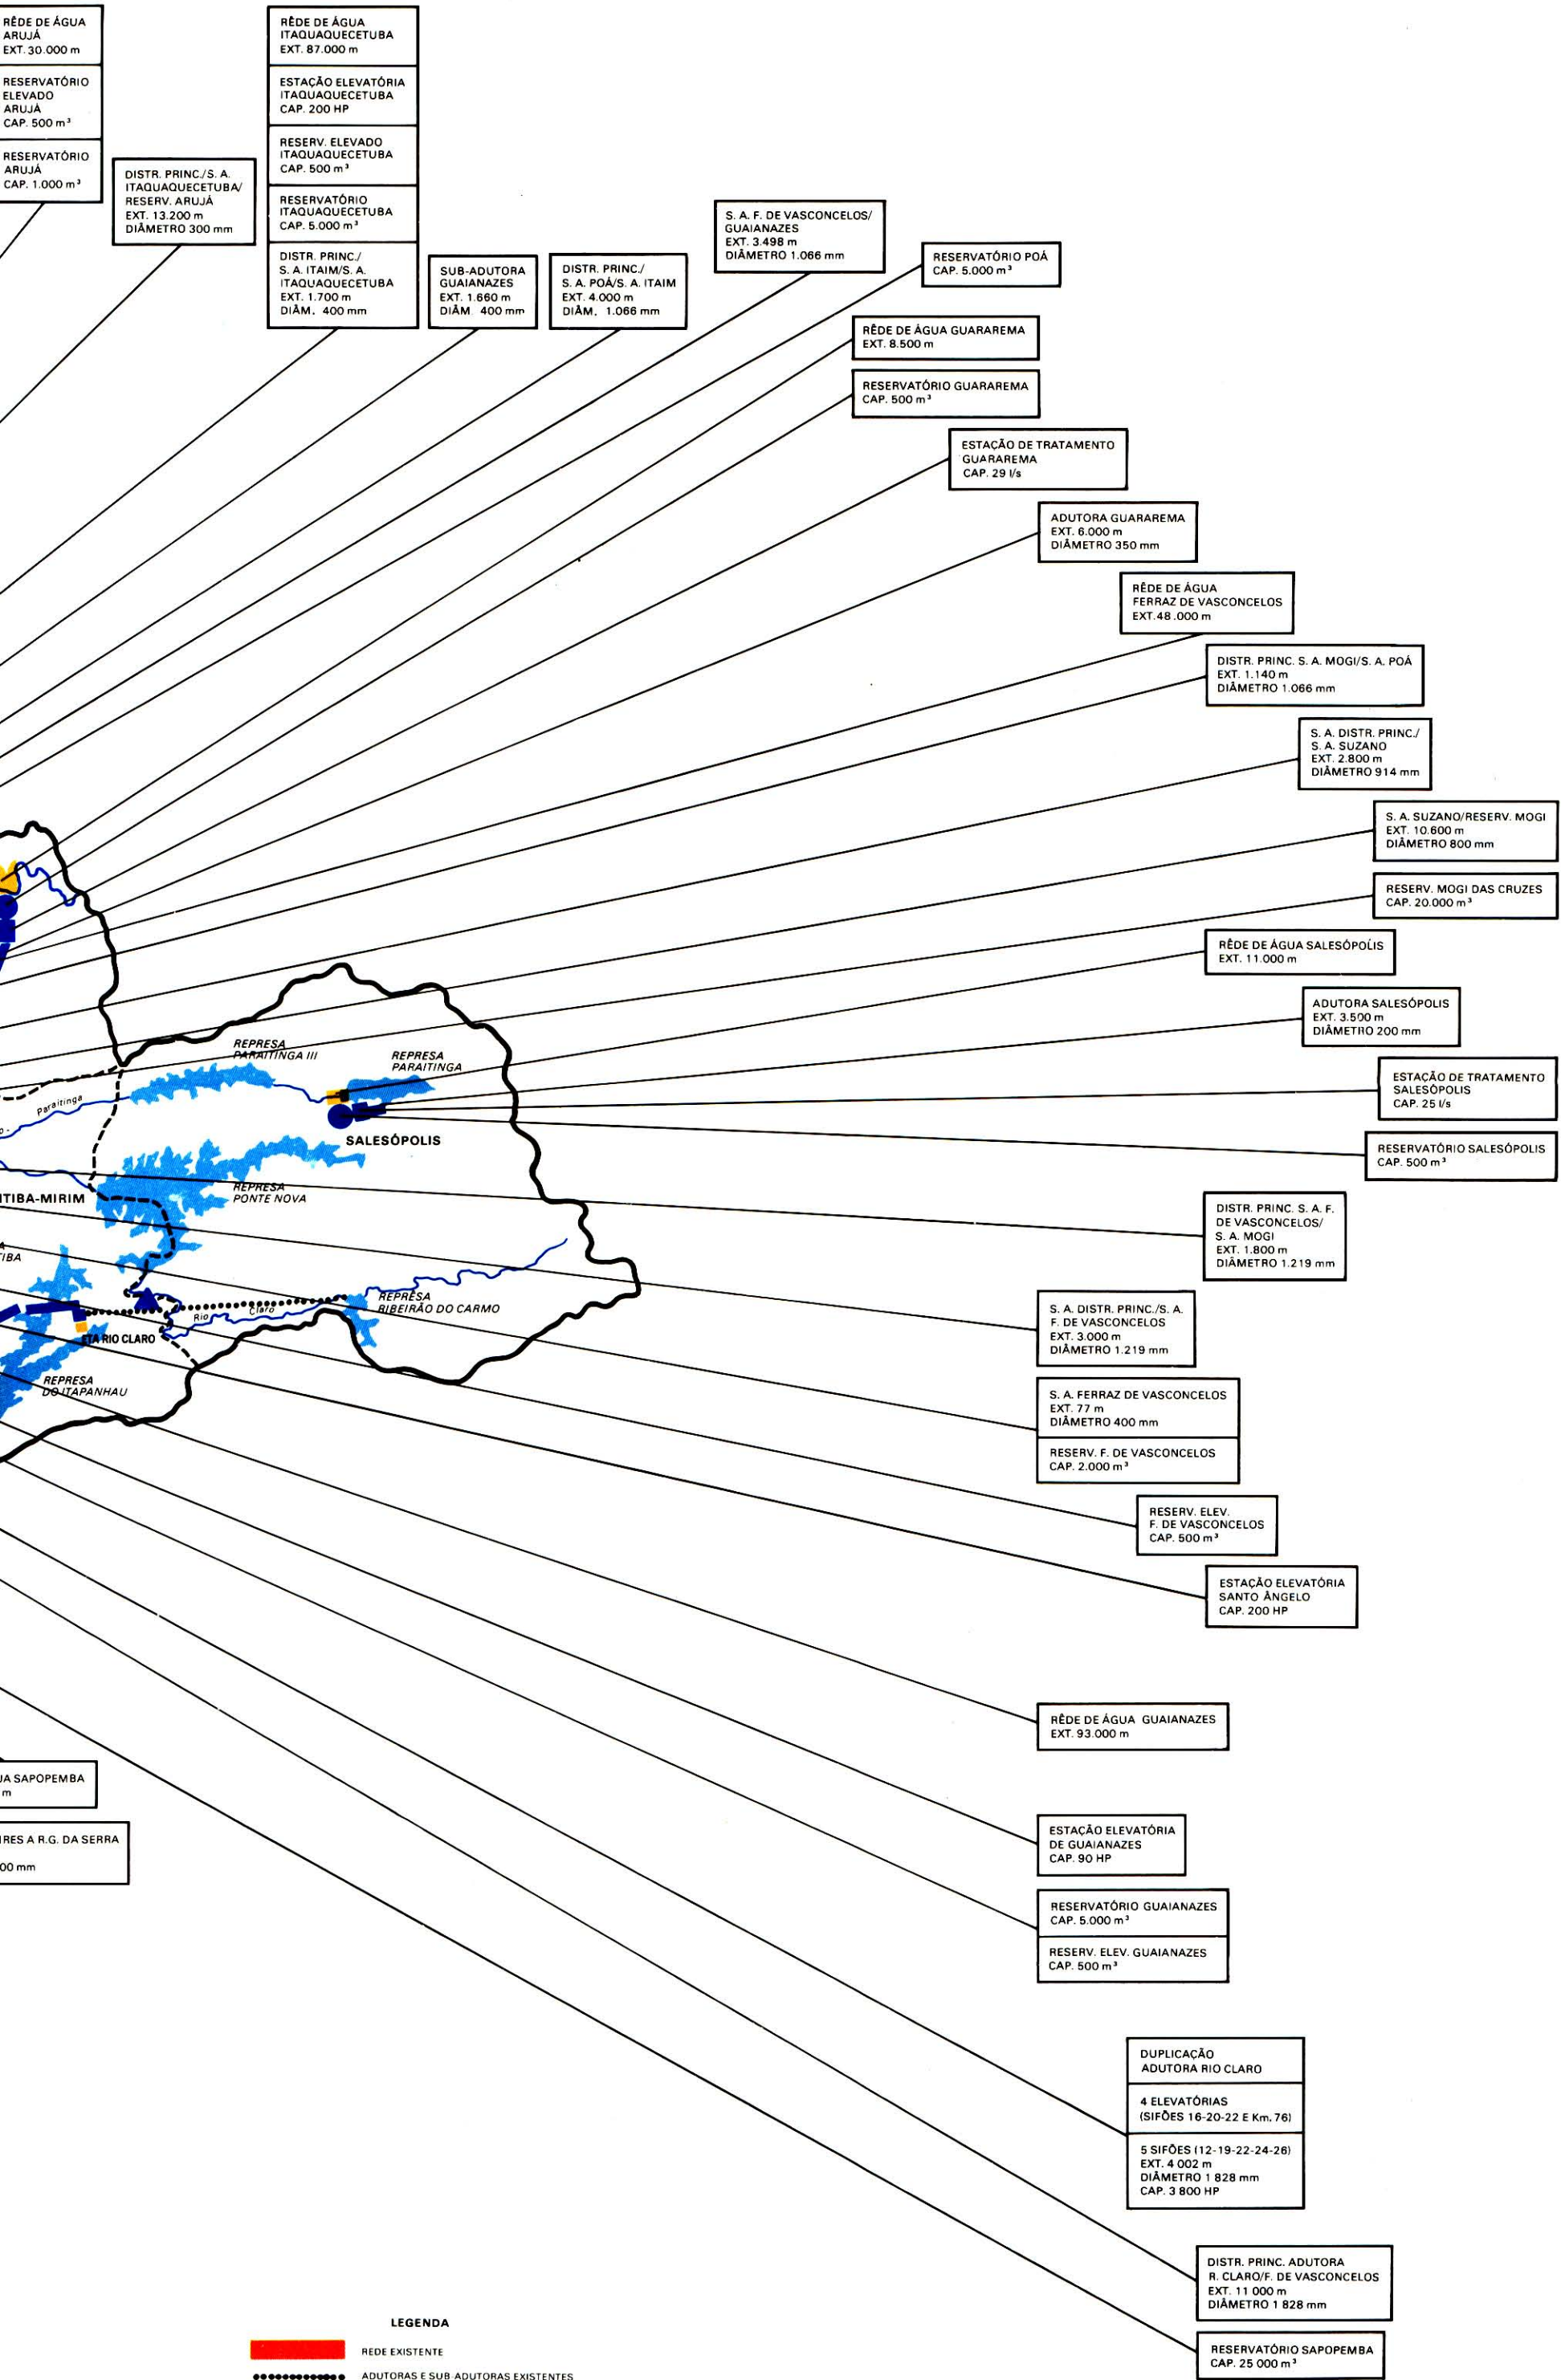 RÊDE DE ÁGUA
ARUJÁ
EXT. 30.000 m
RESERVATÓRIO
ELEVADO
ARUJÁ
CAP. 500 m³
RESERVATÓRIO
ARUJÁ
CAP. 1.000 m³
DISTR. PRINC./S. A.
ITAQUAQUECETUBA/
RESERV. ARUJÁ
EXT. 13.200 m
DIÂMETRO 300 mm
RÊDE DE ÁGUA
ITAQUAQUECETUBA
EXT. 87.000 m
ESTAÇÃO ELEVATÓRIA
ITAQUAQUECETUBA
CAP. 200 HP
RESERV. ELEVADO
ITAQUAQUECETUBA
CAP. 500 m³
RESERVATÓRIO
ITAQUAQUECETUBA
CAP. 5.000 m³
DISTR. PRINC./
S. A. ITAIM/S. A.
ITAQUAQUECETUBA
EXT. 1.700 m
DIÂM. 400 mm
SUB-ADUTORA
GUAIANAZES
EXT. 1.660 m
DIÂM. 400 mm
DISTR. PRINC./
S. A. POÁ/S. A. ITAIM
EXT. 4.000 m
DIÂM. 1.066 mm
S. A. F. DE VASCONCELOS/
GUAIANAZES
EXT. 3.498 m
DIÂMETRO 1.066 mm
RESERVATÓRIO POÁ
CAP. 5.000 m³
RÊDE DE ÁGUA GUARAREMA
EXT. 8.500 m
RESERVATÓRIO GUARAREMA
CAP. 500 m³
ESTAÇÃO DE TRATAMENTO
GUARAREMA
CAP. 29 l/s
ADUTORA GUARAREMA
EXT. 6.000 m
DIÂMETRO 350 mm
RÊDE DE ÁGUA
FERRAZ DE VASCONCELOS
EXT.48.000 m
DISTR. PRINC. S. A. MOGI/S. A. POÁ
EXT. 1.140 m
DIÂMETRO 1.066 mm
S. A. DISTR. PRINC./
S. A. SUZANO
EXT. 2.800 m
DIÂMETRO 914 mm
S. A. SUZANO/RESERV. MOGI
EXT. 10.600 m
DIÂMETRO 800 mm
RESERV. MOGI DAS CRUZES
CAP. 20.000 m³
RÊDE DE ÁGUA SALESÓPOLIS
EXT. 11.000 m
ADUTORA SALESÓPOLIS
EXT. 3.500 m
DIÂMETRO 200 mm
ESTAÇÃO DE TRATAMENTO
SALESÓPOLIS
CAP. 25 l/s
RESERVATÓRIO SALESÓPOLIS
CAP. 500 m³
REPRESA
PARAITINGA III
REPRESA
PARAITINGA
Paraitinga
SALESÓPOLIS
REPRESA
PONTE NOVA
TIBA-MIRIM
TIBA
REPRESA
RIBEIRÃO DO CARMO
Rio Claro
ETA RIO CLARO
REPRESA
DO ITAPANHAU
DISTR. PRINC. S. A. F.
DE VASCONCELOS/
S. A. MOGI
EXT. 1.800 m
DIÂMETRO 1.219 mm
S. A. DISTR. PRINC./S. A.
F. DE VASCONCELOS
EXT. 3.000 m
DIÂMETRO 1.219 mm
S. A. FERRAZ DE VASCONCELOS
EXT. 77 m
DIÂMETRO 400 mm
RESERV. F. DE VASCONCELOS
CAP. 2.000 m³
RESERV. ELEV.
F. DE VASCONCELOS
CAP. 500 m³
ESTAÇÃO ELEVATÓRIA
SANTO ÂNGELO
CAP. 200 HP
RÊDE DE ÁGUA GUAIANAZES
EXT. 93.000 m
UA SAPOPEMBA
m
IRES A R.G. DA SERRA
00 mm
ESTAÇÃO ELEVATÓRIA
DE GUAIANAZES
CAP. 90 HP
RESERVATÓRIO GUAIANAZES
CAP. 5.000 m³
RESERV. ELEV. GUAIANAZES
CAP. 500 m³
DUPLICAÇÃO
ADUTORA RIO CLARO
4 ELEVATÓRIAS
(SIFÕES 16-20-22 E Km. 76)
5 SIFÕES (12-19-22-24-26)
EXT. 4 002 m
DIÂMETRO 1 828 mm
CAP. 3 800 HP
DISTR. PRINC. ADUTORA
R. CLARO/F. DE VASCONCELOS
EXT. 11 000 m
DIÂMETRO 1 828 mm
RESERVATÓRIO SAPOPEMBA
CAP. 25 000 m³
LEGENDA
REDE EXISTENTE
ADUTORAS E SUB-ADUTORAS EXISTENTES